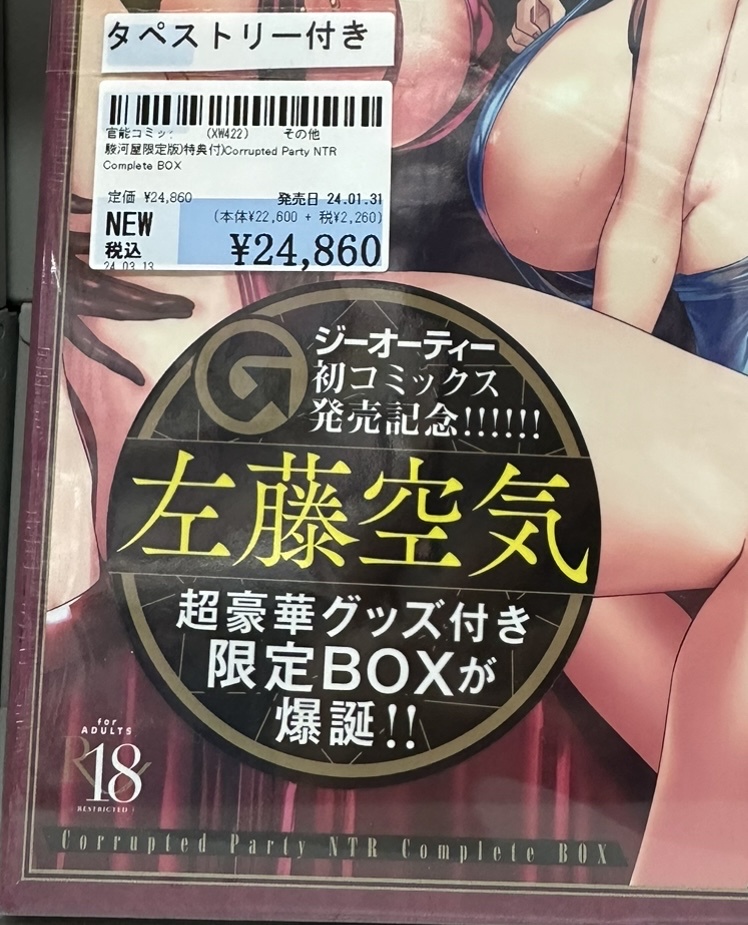 タペストリー付き
官能コミッ (XW422) その他
駿河屋限定版)特典付)Corrupted Party NTR
Complete BOX
定価 ¥24,860 発売日 24.01.31
NEW (本体¥22,600 + 税¥2,260)
税込 ¥24,860
24.03.13
ジーオーティー
初コミックス
発売記念!!!!!!
左藤空気
超豪華グッズ付き
限定BOXが
爆誕!!
for
ADULTS
R18
RESTRICTED
Corrupted Party NTR Complete BOX